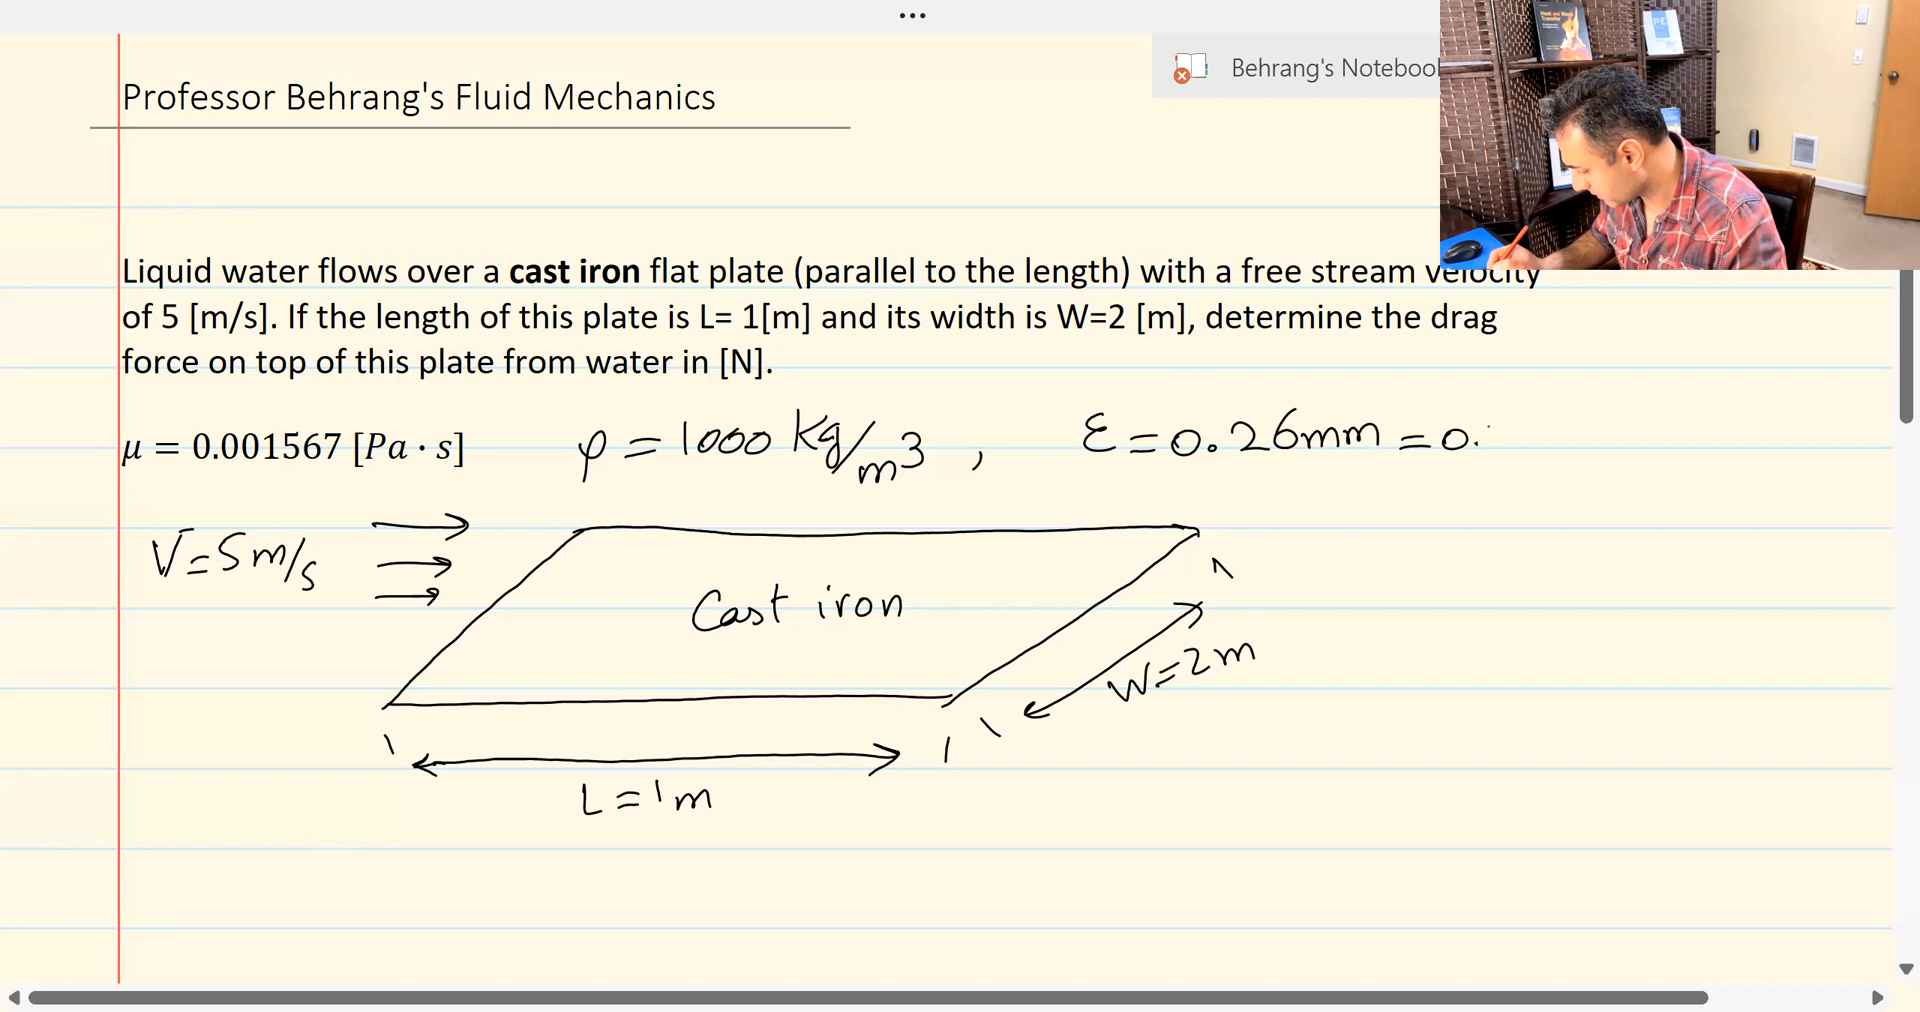 Behrang's Noteboo
Professor Behrang's Fluid Mechanics
Liquid water flows over a cast iron flat plate (parallel to the length) with a free stream velocity
of 5 [m/s]. If the length of this plate is L= 1[m] and its width is W=2 [m], determine the drag
force on top of this plate from water in [N].
μ = 0.001567 [Pa · s] φ = 1000 kg/m3 , ε = 0.26mm = 0.
V=5m/s
Cast iron
W=2m
L=1m